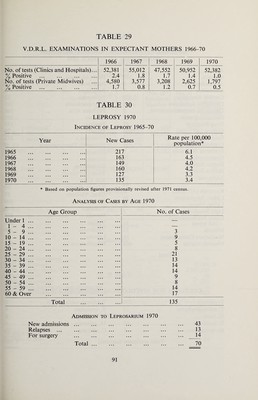 TABLE 29
V.D.R.L. EXAMINATIONS IN EXPECTANT MOTHERS 1966-70
1966 1967 1968 1969 1970
No. of tests (Clinics and Hospitals)... 52,381 55,012 47,552 50,952 52,382
% Positive ... ... ... ... 2.4 1.8 1.7 1.4 1.0
No. of tests (Private Midwives) 4,580 3,577 3,208 2,625 1,797
% Positive ... ... ... ... 1.7 0.8 1.2 0.7 0.5
TABLE 30
LEPROSY 1970
INCIDENCE OF LEPROSY 1965-70
Year New Cases Rate per 100,000 population*
1965 ... ... ... ... 217 6.1
1966 ... ... ... ... 163 4.5
1967 ... ... ... ... 149 4.0
1968 ... ... ... ... 160 4.2
1969 ... ... ... ... 127 3.3
1970 ... ... ... ... 135 3.4
* Based on population figures provisionally revised after 1971 census.
ANALYSIS OF CASES BY AGE 1970
Age Group No. of Cases
Under 1 ... ... ... ... ... —
1 - 4 ... ... ... ... ... —
5 - 9 ... ... ... ... ... 3
10 - 14 ... ... ... ... ... 9
15 - 19 ... ... ... ... ... 5
20 - 24 ... ... ... ... ... 8
25 - 29 ... ... ... ... ... 21
30 - 34 ... ... ... ... ... 13
35 - 39 ... ... ... ... ... 14
40 - 44 ... ... ... ... ... 14
45 - 49 ... ... ... ... ... 9
50 - 54 ... ... ... ... ... 8
55 - 59 ... ... ... ... ... 14
60 & Over ... ... ... ... 17
Total ... ... ... 135
ADMISSION TO LEPROSARIUM 1970
New admissions ... ... ... ... ... ... ... 43
Relapses ... ... ... ... ... ... ... 13
For surgery ... ... ... ... ... ... ... 14
Total ... ... ... ... ... 70
91